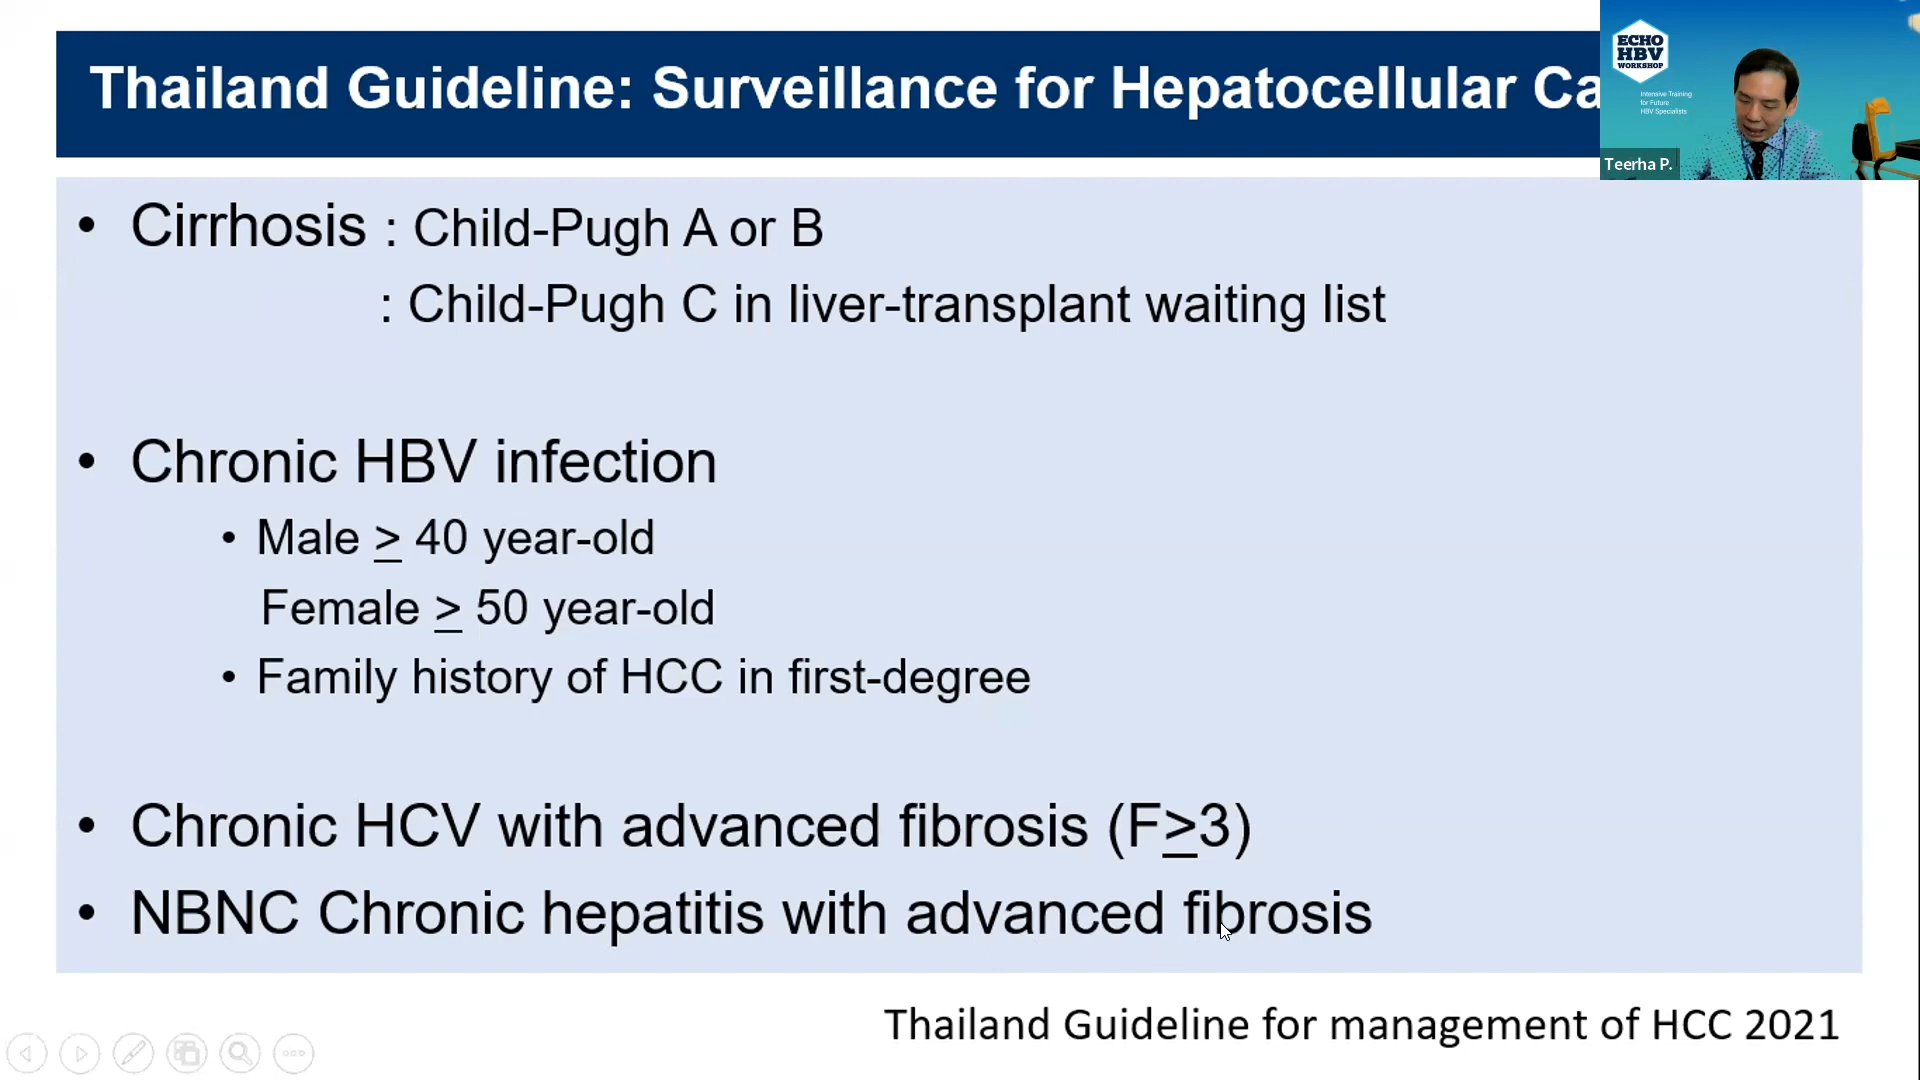 Thailand Guideline: Surveillance for Hepatocellular Ca
ECHO
HBV
WORKSHOP
Intensive Training
for Future
HBV Specialists
Teerha P.
• Cirrhosis : Child-Pugh A or B
: Child-Pugh C in liver-transplant waiting list
• Chronic HBV infection
• Male ≥ 40 year-old
Female ≥ 50 year-old
• Family history of HCC in first-degree
• Chronic HCV with advanced fibrosis (F≥3)
• NBNC Chronic hepatitis with advanced fibrosis
Thailand Guideline for management of HCC 2021